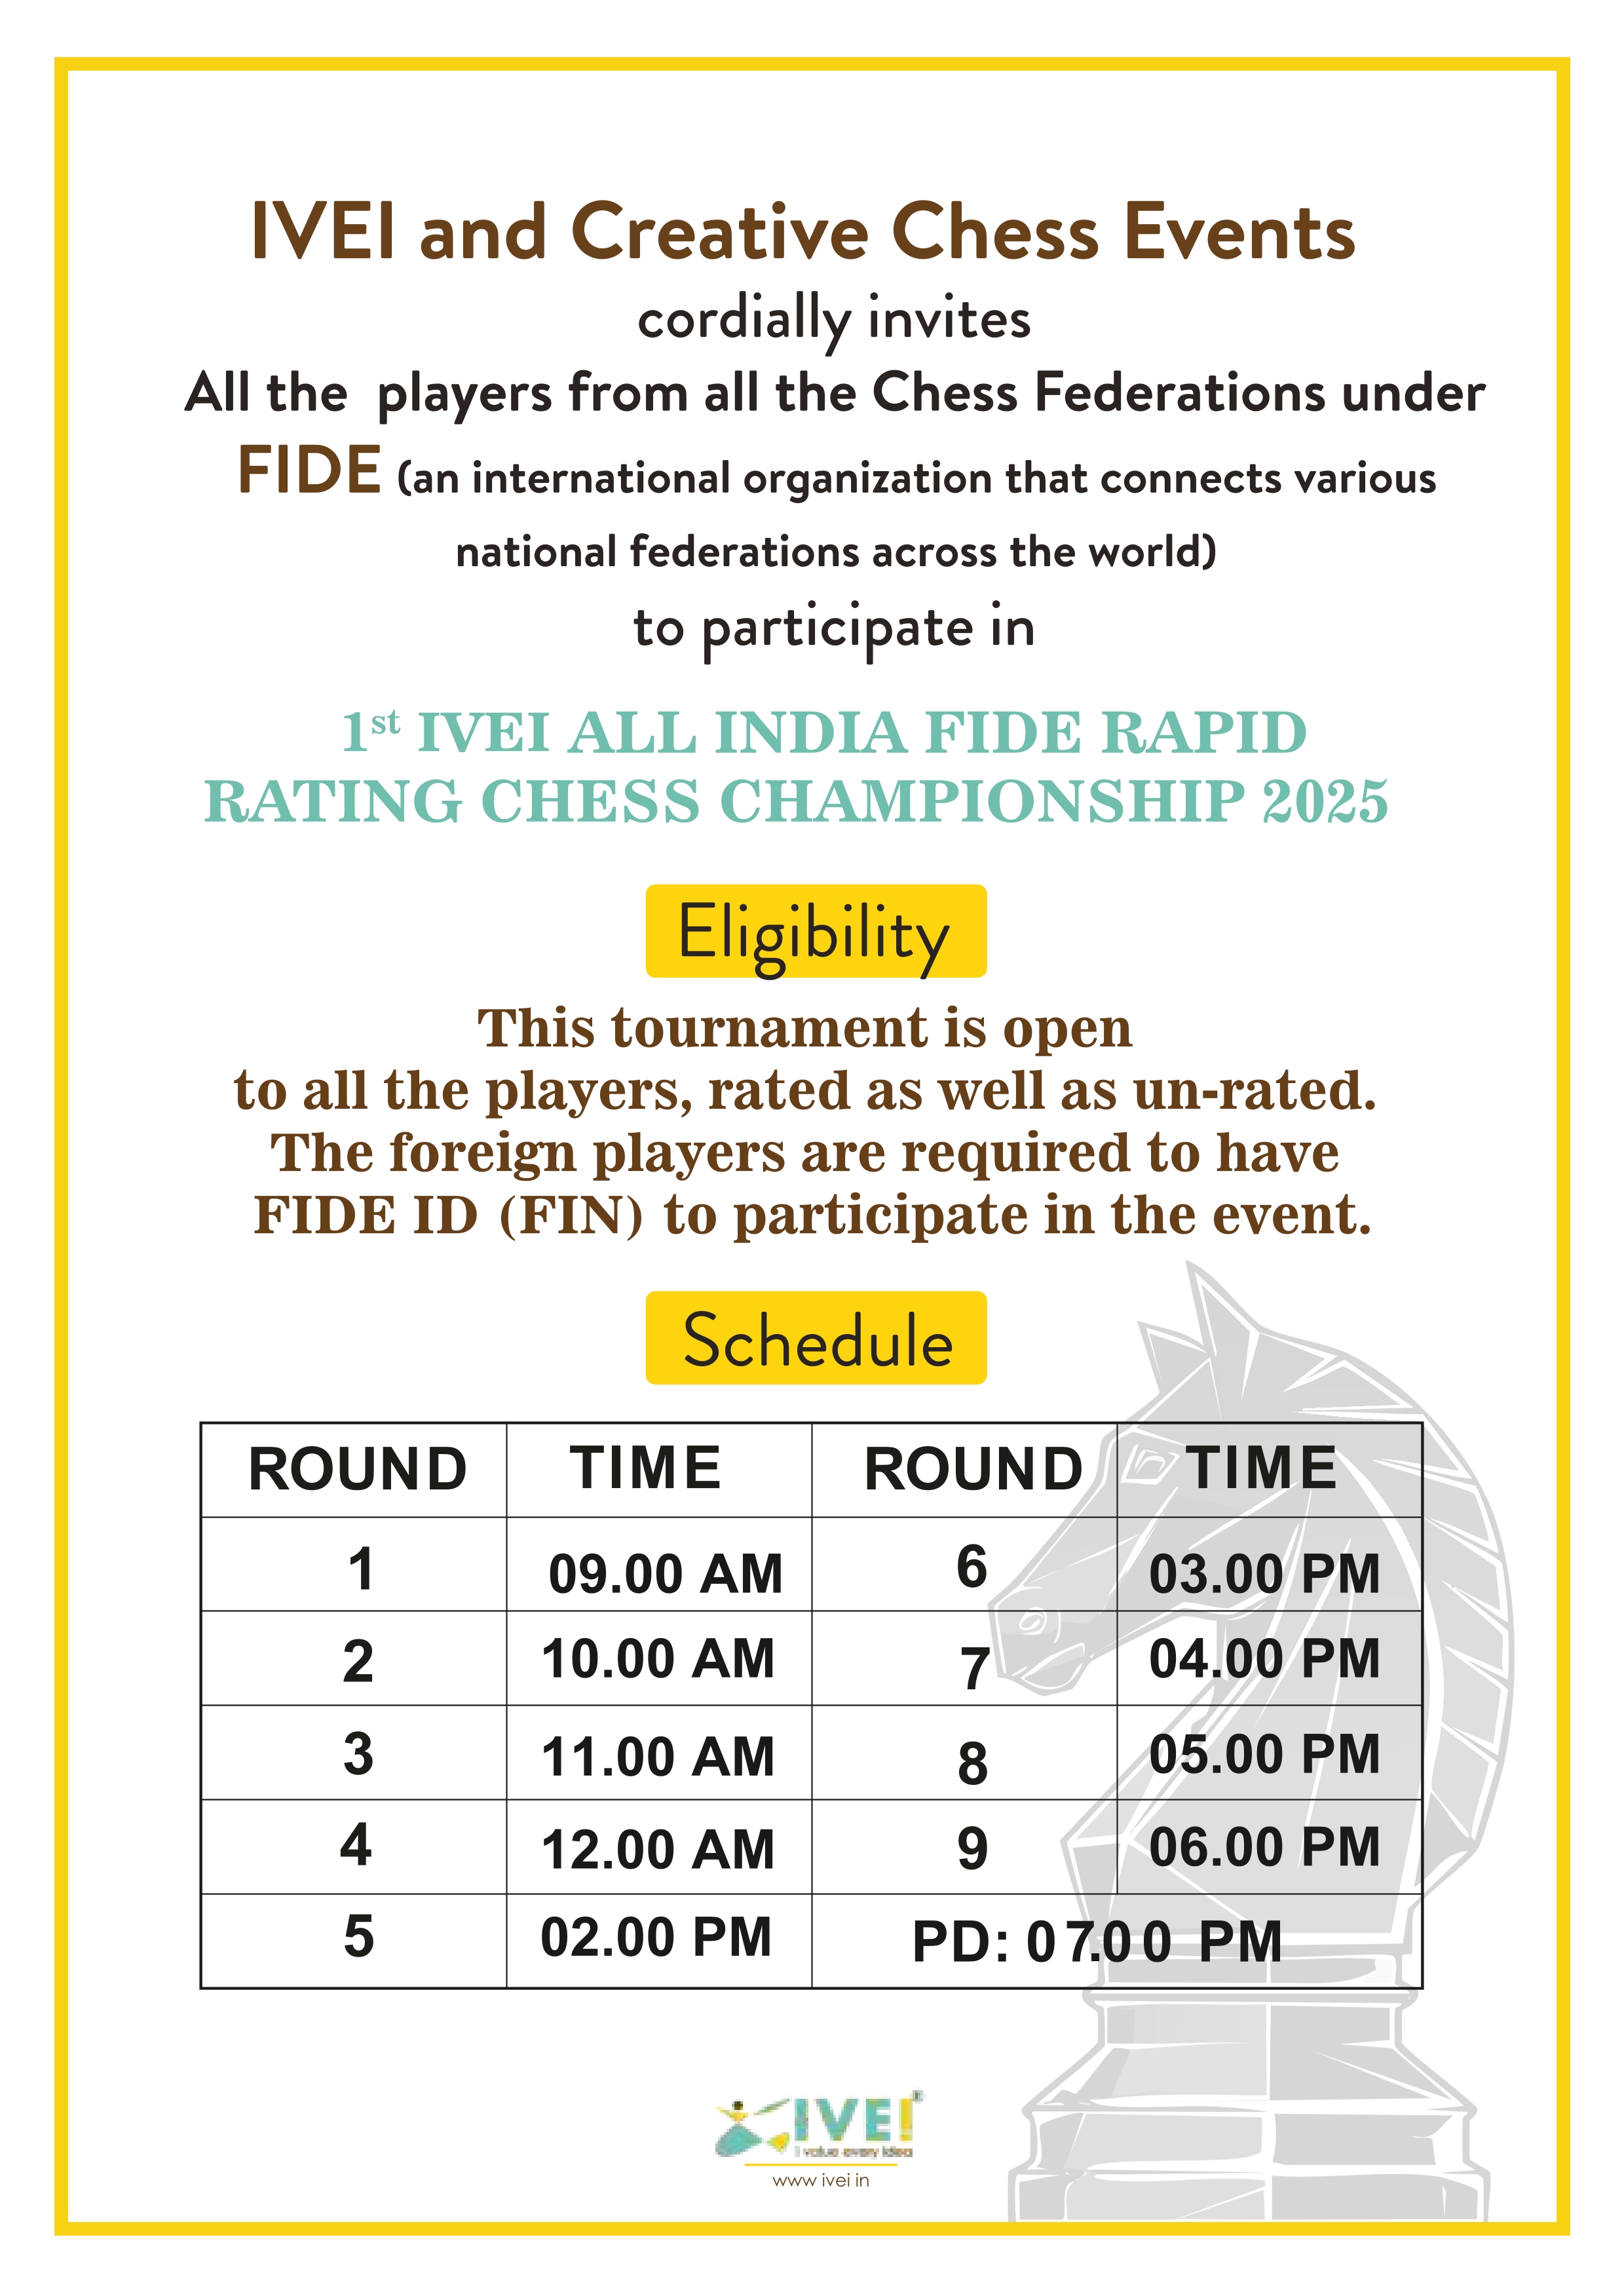 IVEI and Creative Chess Events
cordially invites
All the players from all the Chess Federations under
FIDE (an international organization that connects various
national federations across the world)
to participate in
1st IVEI ALL INDIA FIDE RAPID
RATING CHESS CHAMPIONSHIP 2025
Eligibility
This tournament is open
to all the players, rated as well as un-rated.
The foreign players are required to have
FIDE ID (FIN) to participate in the event.
Schedule
ROUND TIME ROUND TIME
1 09.00 AM 6 03.00 PM
2 10.00 AM 7 04.00 PM
3 11.00 AM 8 05.00 PM
4 12.00 AM 9 06.00 PM
5 02.00 PM PD: 07.00 PM
IVEI
I value every idea
www ivei in